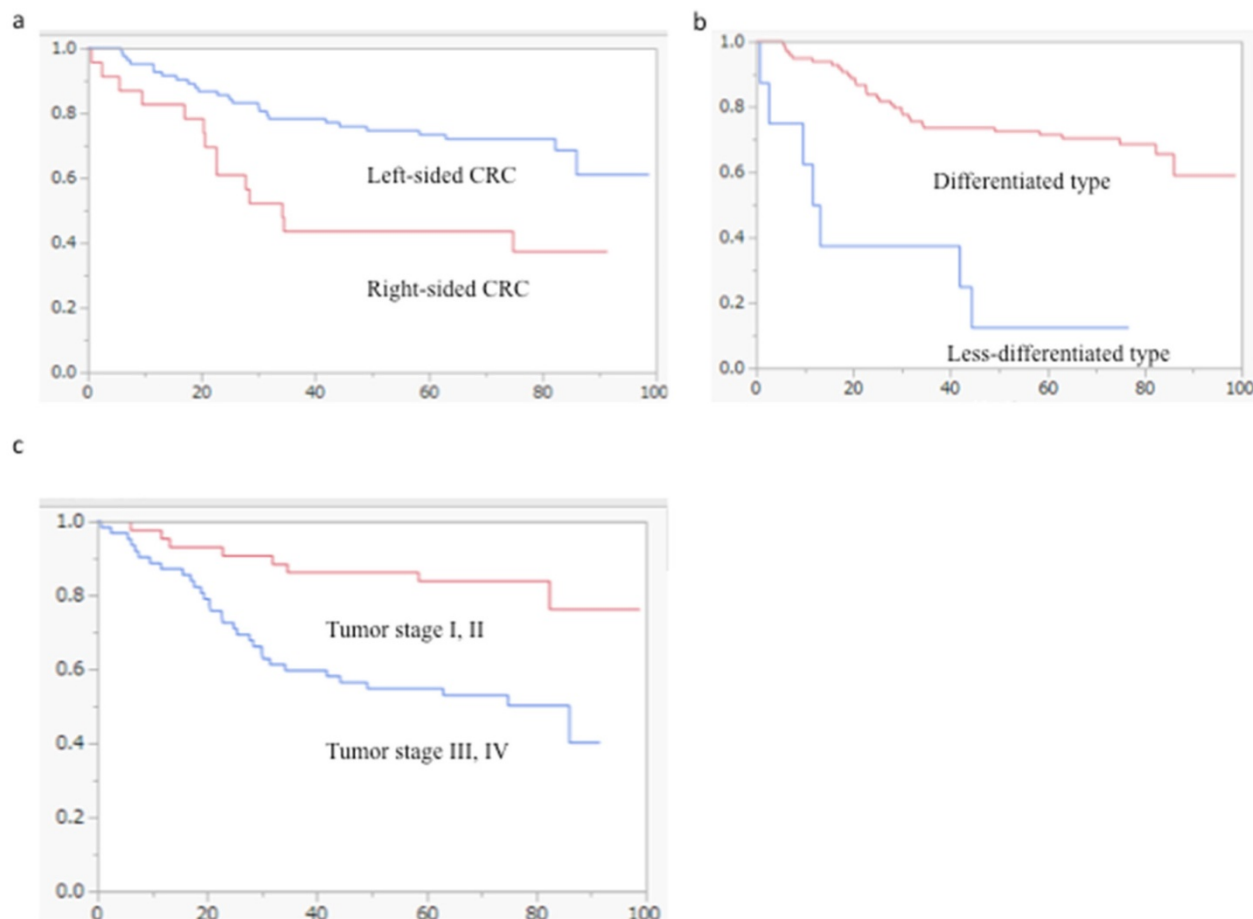 a
1.0
0.8
0.6
0.4
0.2
0.0
Left-sided CRC
Right-sided CRC
0 20 40 60 80 100
b
1.0
0.8
0.6
0.4
0.2
0.0
Differentiated type
Less-differentiated type
0 20 40 60 80 100
c
1.0
0.8
0.6
0.4
0.2
0.0
Tumor stage I, II
Tumor stage III, IV
0 20 40 60 80 100